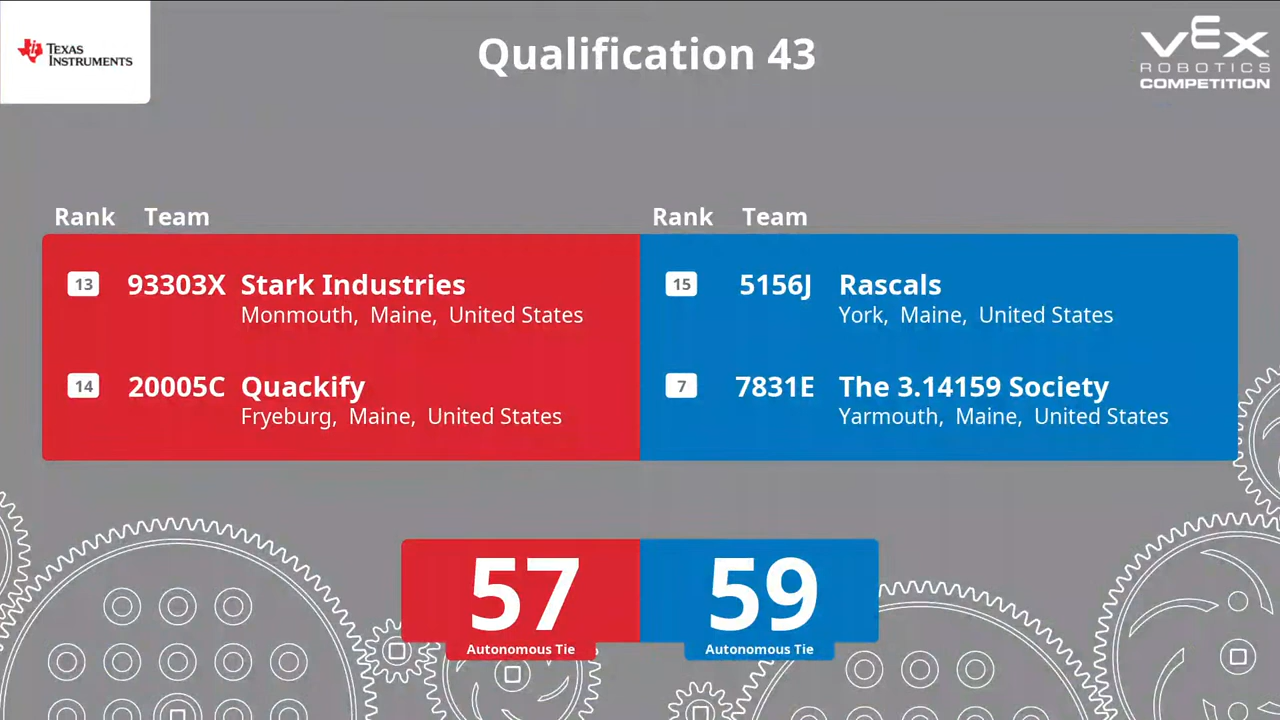 TEXAS
INSTRUMENTS
Qualification 43
VEX
ROBOTICS
COMPETITION
Rank Team
13 93303X Stark Industries
Monmouth, Maine, United States
14 20005C Quackify
Fryeburg, Maine, United States
Rank Team
15 5156J Rascals
York, Maine, United States
7 7831E The 3.14159 Society
Yarmouth, Maine, United States
57
Autonomous Tie
59
Autonomous Tie